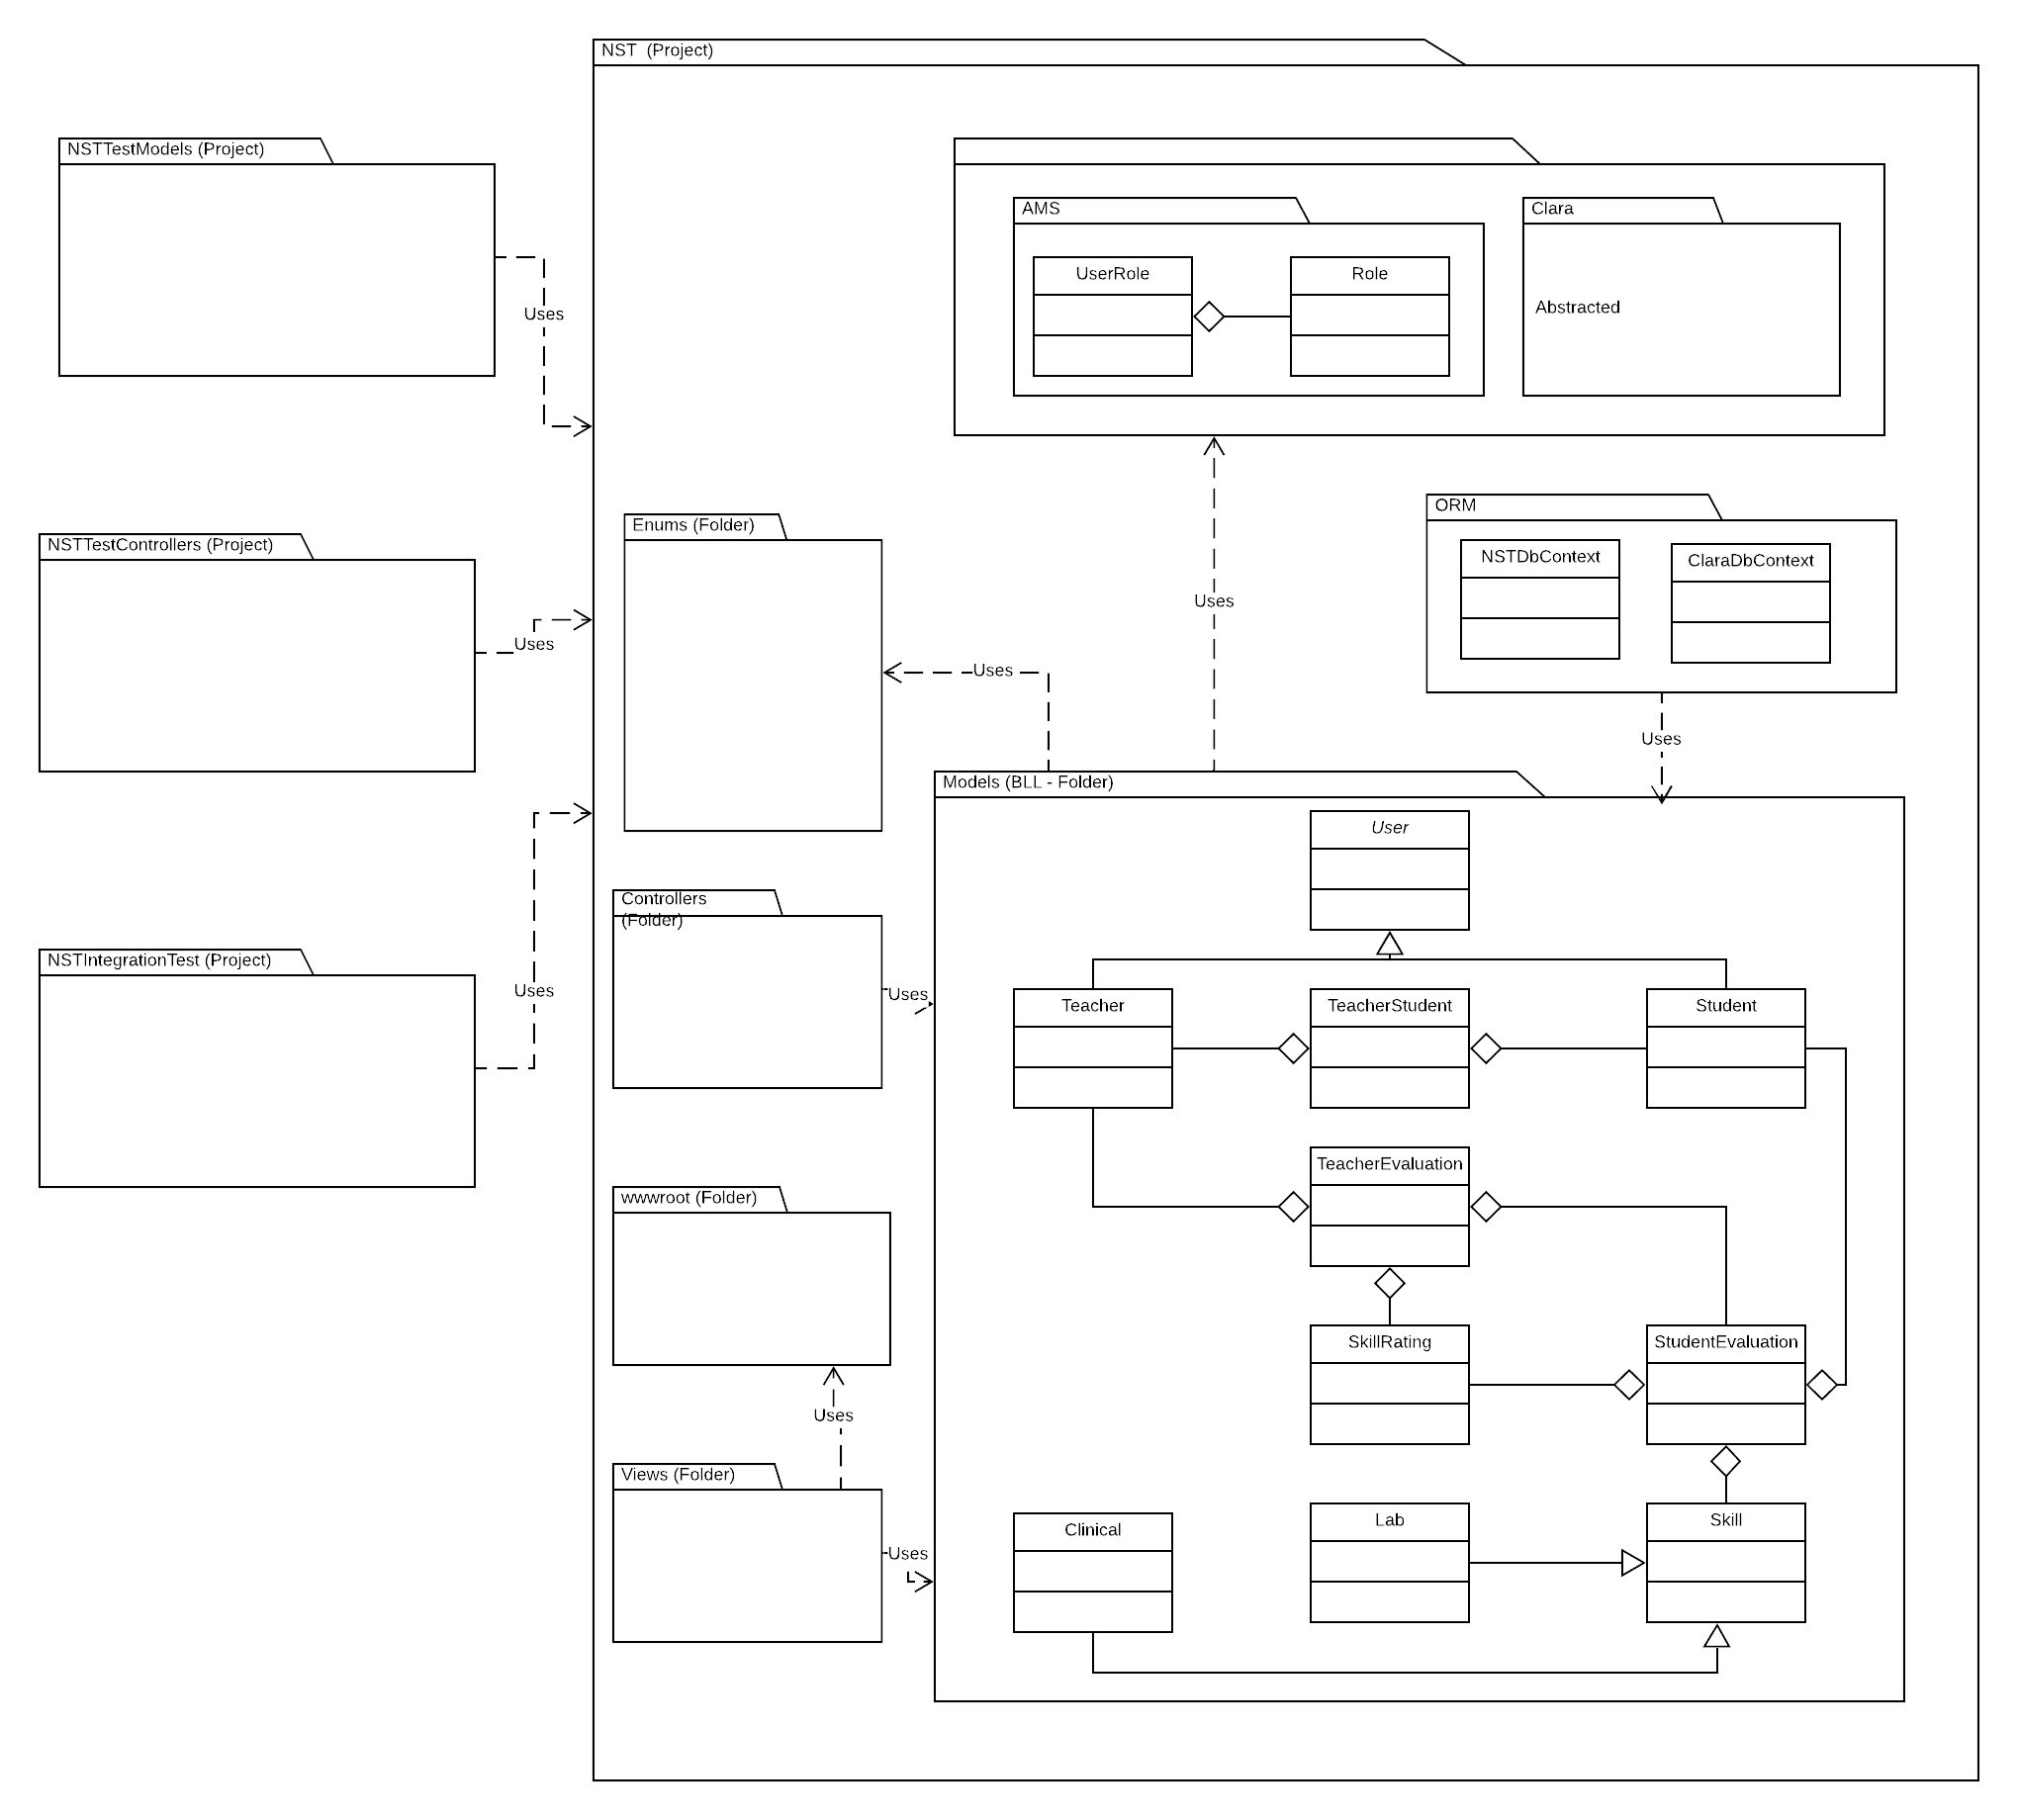 NST  (Project)
NSTTestModels (Project)
AMS
Clara
UserRole
Role
Abstracted
Uses
ORM
Enums (Folder)
NSTTestControllers (Project)
NSTDbContext
ClaraDbContext
Uses
Uses
Uses
Uses
Models (BLL - Folder)
User
Controllers
(Folder)
NSTIntegrationTest (Project)
Uses
Uses
Teacher
TeacherStudent
Student
TeacherEvaluation
wwwroot (Folder)
SkillRating
StudentEvaluation
Uses
Views (Folder)
Clinical
Lab
Skill
Uses